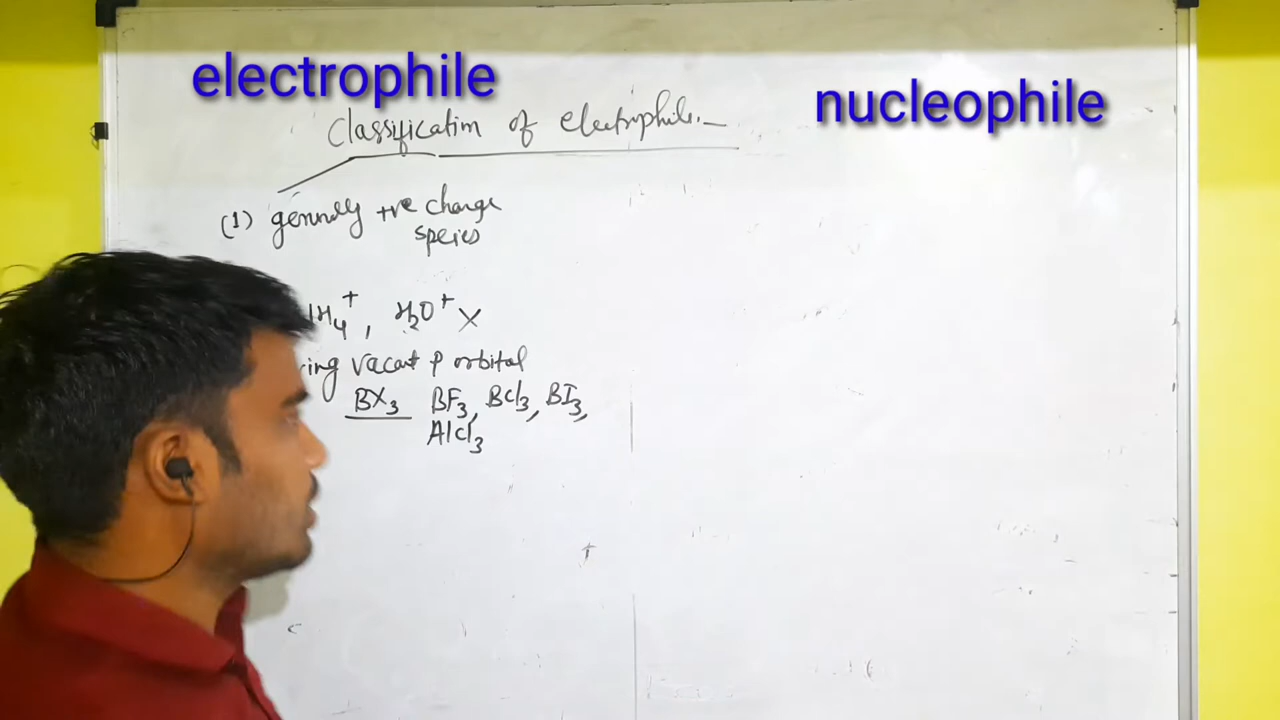 electrophile
nucleophile
Classification of electrophile:-
(1) generally +ve charge
species
H₄⁺, H₂O⁺ X
ring vacant p orbital
BX₃ BF₃, BCl₃, BI₃,
AlCl₃